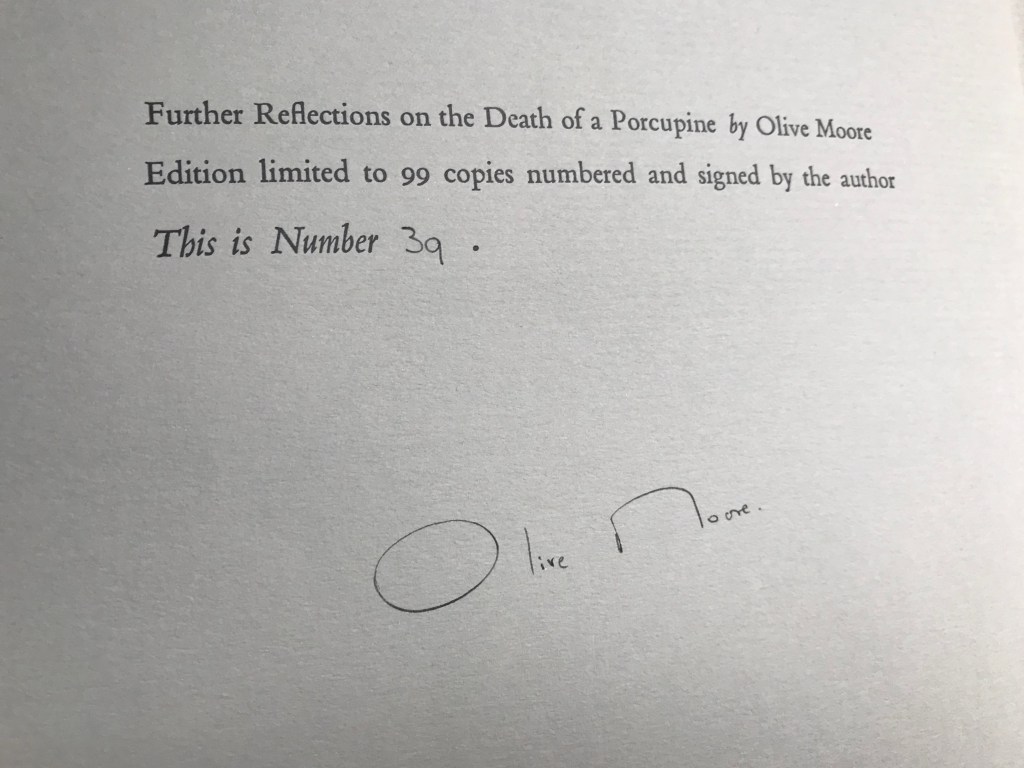 Further Reflections on the Death of a Porcupine by Olive Moore
Edition limited to 99 copies numbered and signed by the author
This is Number 39 .
Olive Moore.